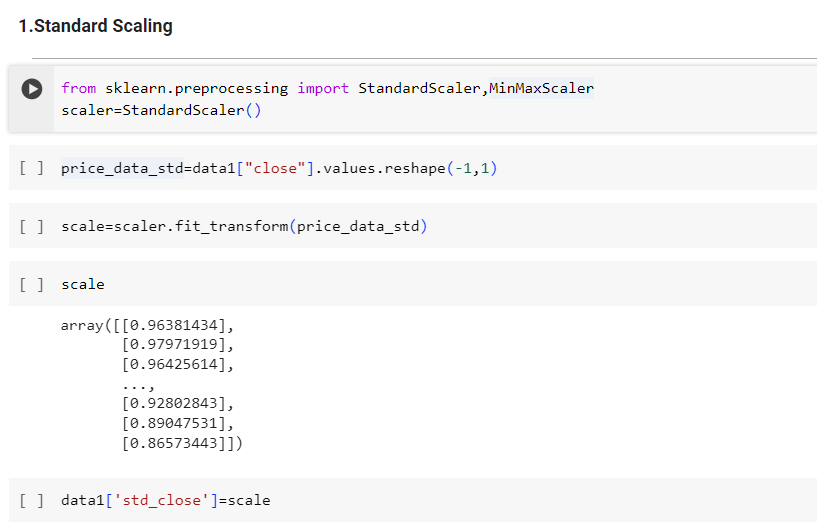 1.Standard Scaling
from sklearn.preprocessing import StandardScaler,MinMaxScaler
scaler=StandardScaler()
[ ] price_data_std=data1["close"].values.reshape(-1,1)
[ ] scale=scaler.fit_transform(price_data_std)
[ ] scale
array([[0.96381434],
[0.97971919],
[0.96425614],
...,
[0.92802843],
[0.89047531],
[0.86573443]])
[ ] data1['std_close']=scale